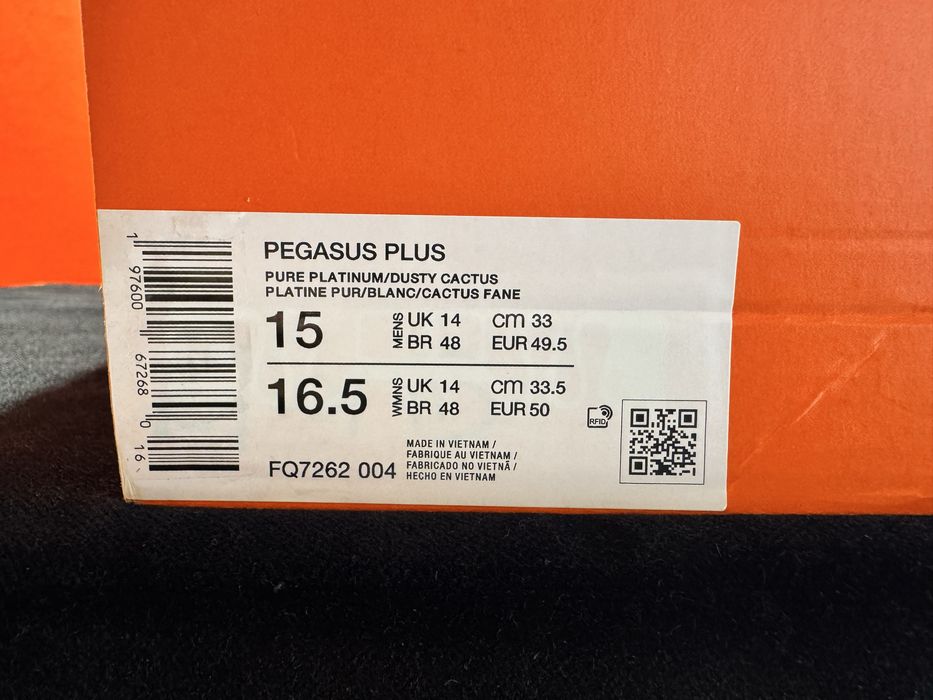 1 97600 67268 0 16
PEGASUS PLUS
PURE PLATINUM/DUSTY CACTUS
PLATINE PUR/BLANC/CACTUS FANE
15 MENS UK 14 cm 33
BR 48 EUR 49.5
16.5 WMNS UK 14 cm 33.5
BR 48 EUR 50
RFID
FQ7262 004
MADE IN VIETNAM /
FABRIQUE AU VIETNAM /
FABRICADO NO VIETNÃ /
HECHO EN VIETNAM